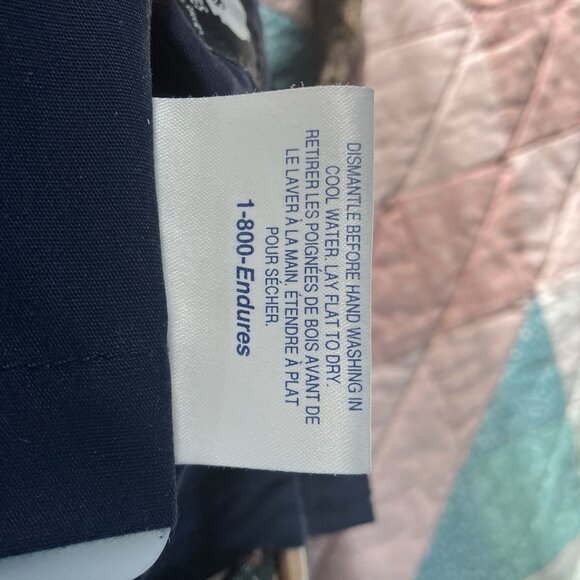 DISMANTLE BEFORE HAND WASHING IN
COOL WATER. LAY FLAT TO DRY.
RETIRER LES POIGNÉES DE BOIS AVANT DE
LE LAVER À LA MAIN. ÉTENDRE À PLAT
POUR SÉCHER.
1-800-Endures